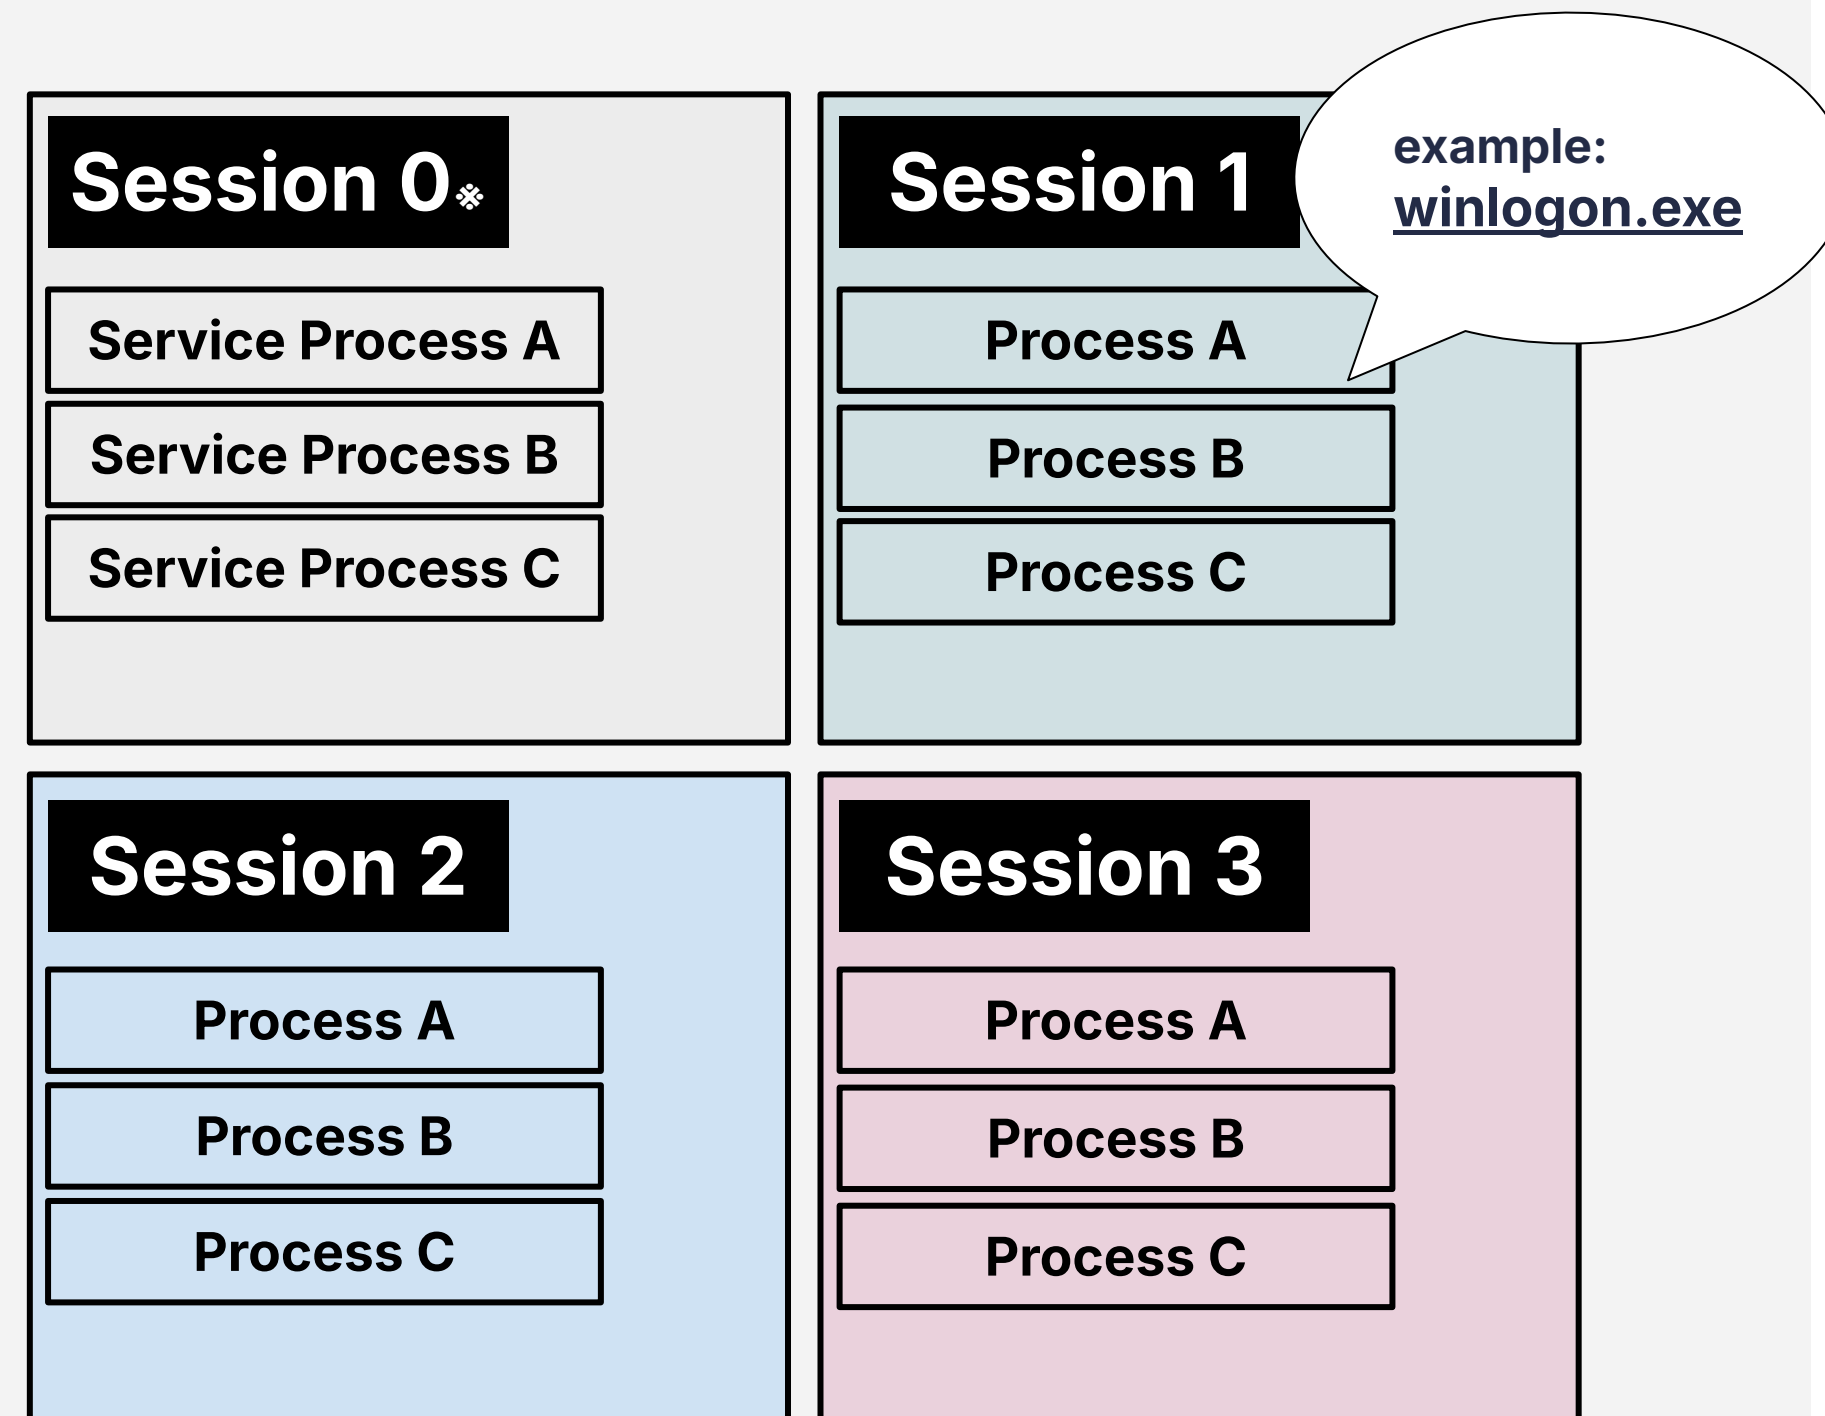 Session 0※
Service Process A
Service Process B
Service Process C
Session 1
example:
winlogon.exe
Process A
Process B
Process C
Session 2
Process A
Process B
Process C
Session 3
Process A
Process B
Process C